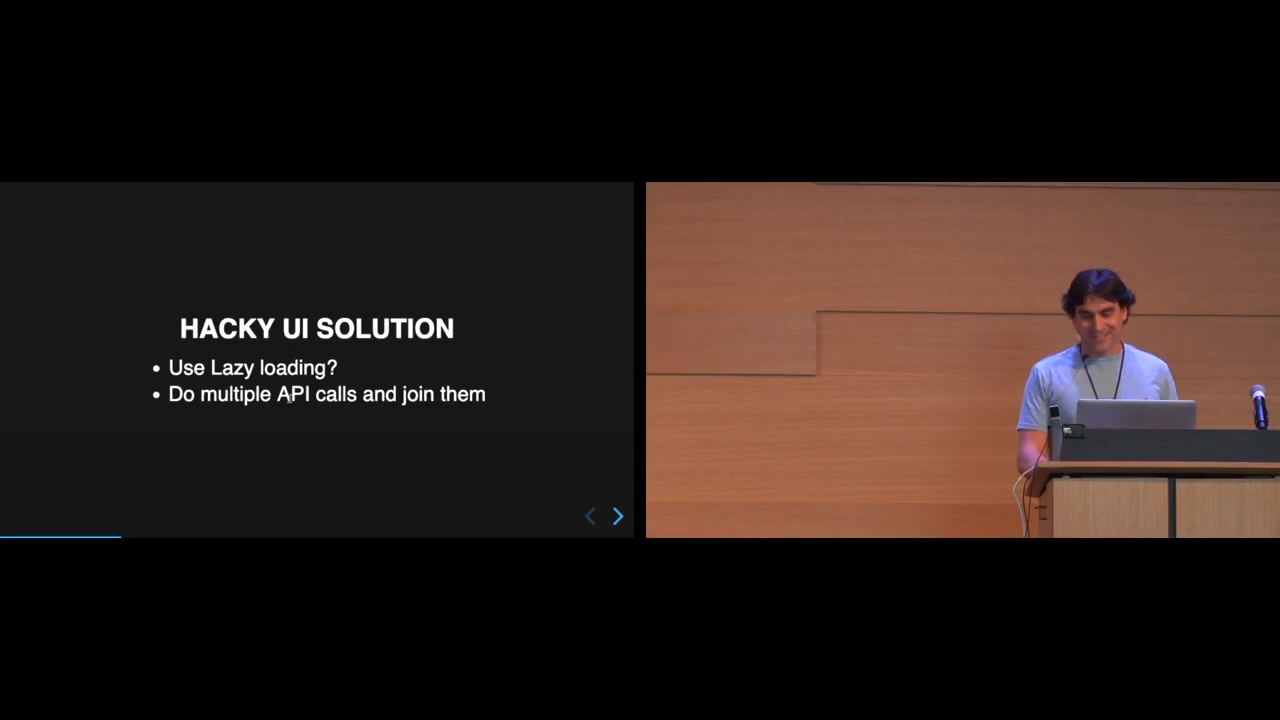 HACKY UI SOLUTION
• Use Lazy loading?
• Do multiple API calls and join them